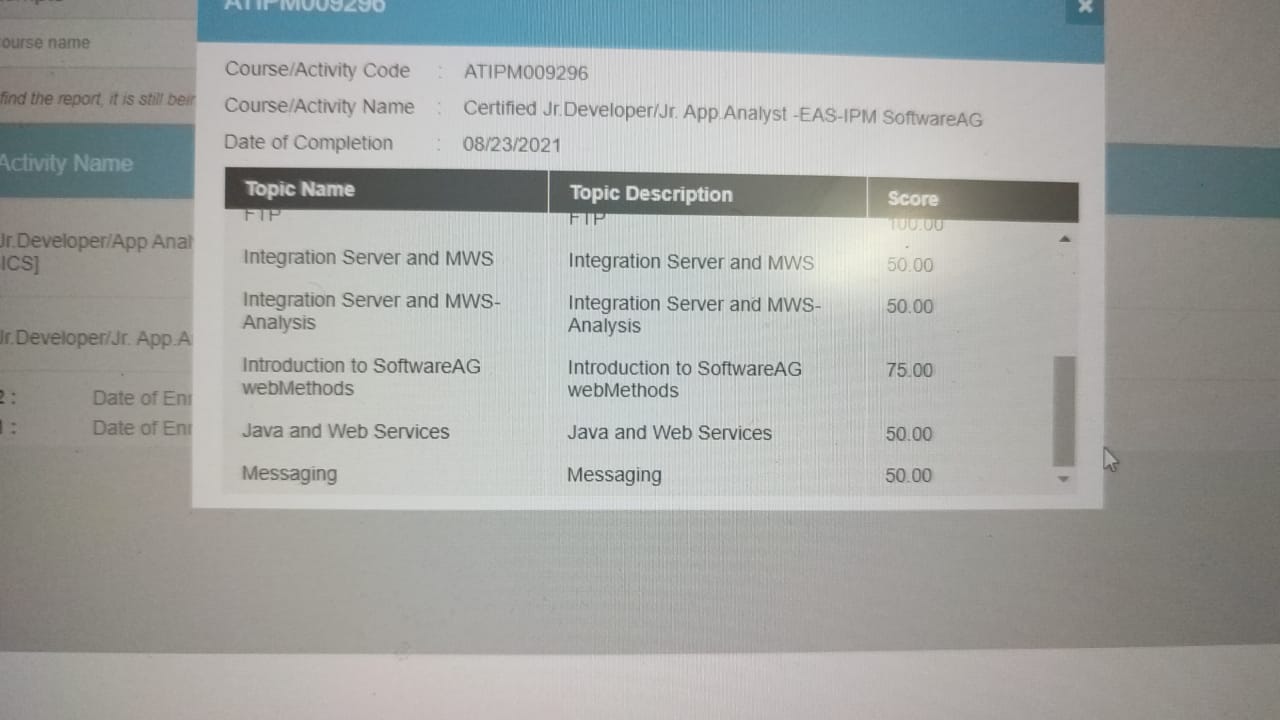 ATIPM009296
×
ourse name
Course/Activity Code : ATIPM009296
find the report, it is still bein
Course/Activity Name : Certified Jr.Developer/Jr. App.Analyst -EAS-IPM SoftwareAG
Date of Completion : 08/23/2021
Activity Name
Topic Name Topic Description Score
FTP FTP 100.00
Jr.Developer/App Anal
ICS]
Integration Server and MWS Integration Server and MWS 50.00
Integration Server and MWS- Integration Server and MWS- 50.00
Analysis Analysis
Jr.Developer/Jr. App.A
Introduction to SoftwareAG Introduction to SoftwareAG 75.00
webMethods webMethods
2 : Date of Enr
1 : Date of Enr
Java and Web Services Java and Web Services 50.00
Messaging Messaging 50.00